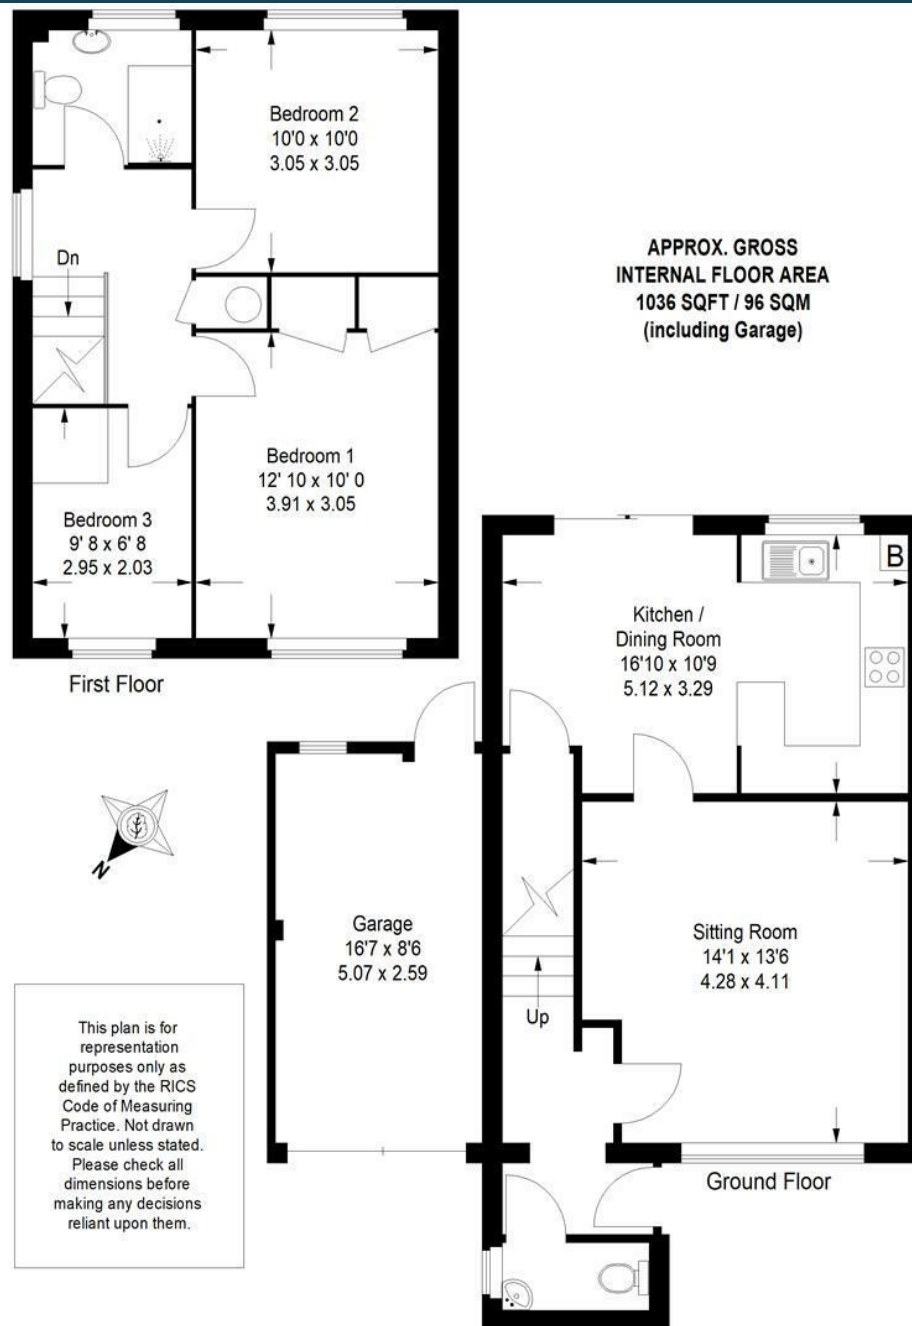 Bedroom 2
10'0 x 10'0
3.05 x 3.05
Dn
APPROX. GROSS
INTERNAL FLOOR AREA
1036 SQFT / 96 SQM
(including Garage)
Bedroom 1
12' 10 x 10' 0
3.91 x 3.05
Bedroom 3
9' 8 x 6' 8
2.95 x 2.03
First Floor
B
Kitchen /
Dining Room
16'10 x 10'9
5.12 x 3.29
N
Garage
16'7 x 8'6
5.07 x 2.59
Sitting Room
14'1 x 13'6
4.28 x 4.11
Up
This plan is for
representation
purposes only as
defined by the RICS
Code of Measuring
Practice. Not drawn
to scale unless stated.
Please check all
dimensions before
making any decisions
reliant upon them.
Ground Floor